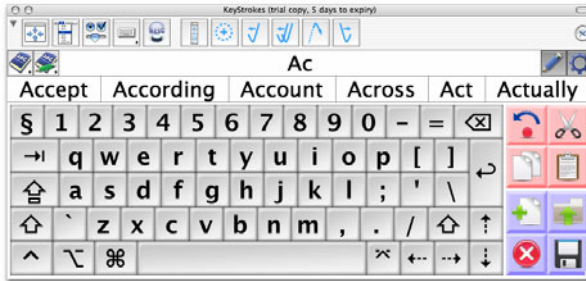 KeyStrokes (trial copy, 5 days to expiry)
Ac
Accept According Account Across Act Actually
§ 1 2 3 4 5 6 7 8 9 0 - =
q w e r t y u i o p [ ]
a s d f g h j k l ; ' \
` z x c v b n m , . /